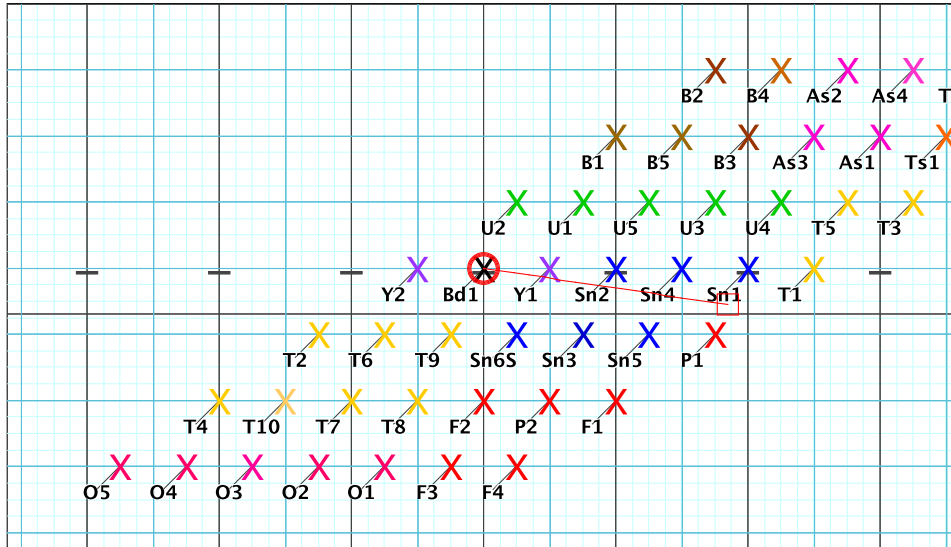 B2 B4 As2 As4 T
B1 B5 B3 As3 As1 Ts1
U2 U1 U5 U3 U4 T5 T3
Y2 Bd1 Y1 Sn2 Sn4 Sn1 T1
T2 T6 T9 Sn6S Sn3 Sn5 P1
T4 T10 T7 T8 F2 P2 F1
O5 O4 O3 O2 O1 F3 F4